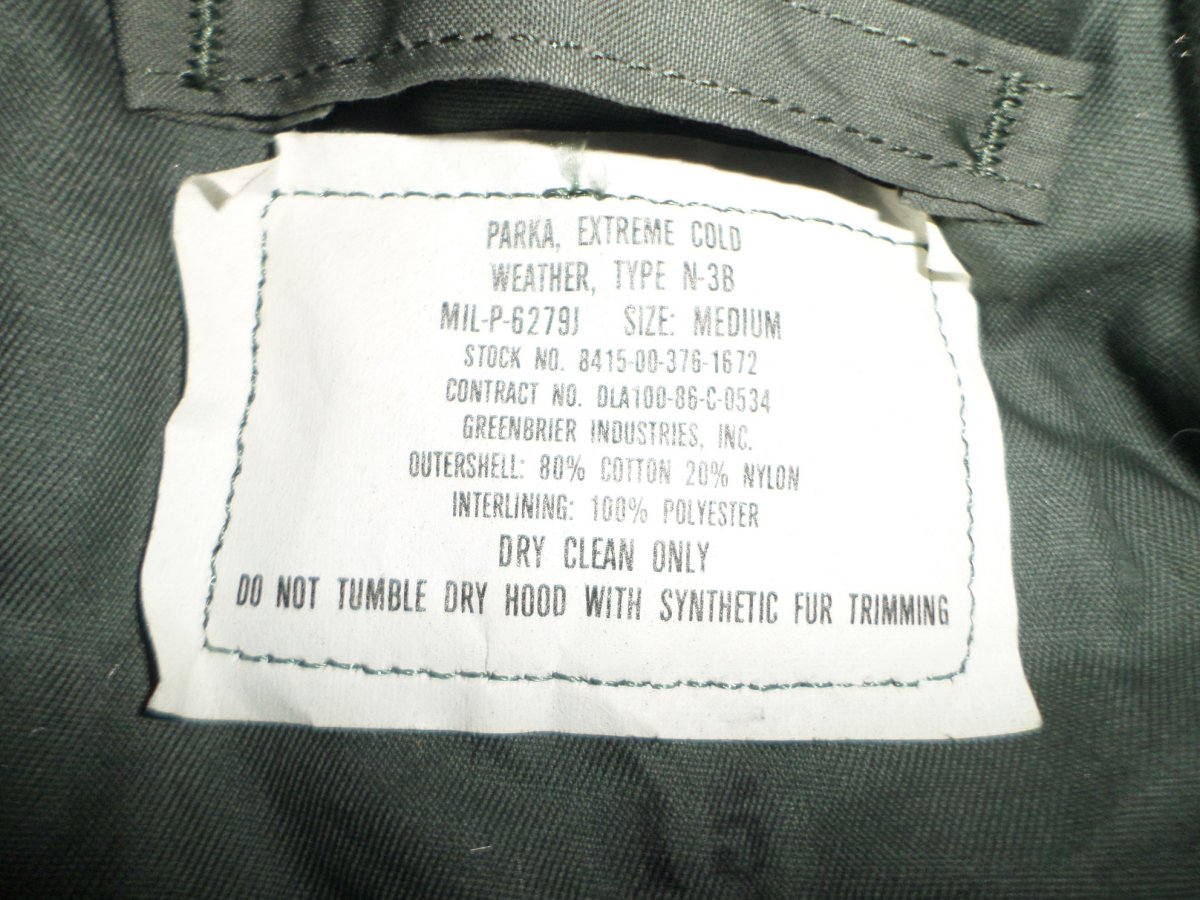 PARKA, EXTREME COLD
WEATHER, TYPE N-3B
MIL-P-6279J SIZE: MEDIUM
STOCK NO. 8415-00-376-1672
CONTRACT NO. DLA100-86-C-0534
GREENBRIER INDUSTRIES, INC.
OUTERSHELL: 80% COTTON 20% NYLON
INTERLINING: 100% POLYESTER
DRY CLEAN ONLY
DO NOT TUMBLE DRY HOOD WITH SYNTHETIC FUR TRIMMING